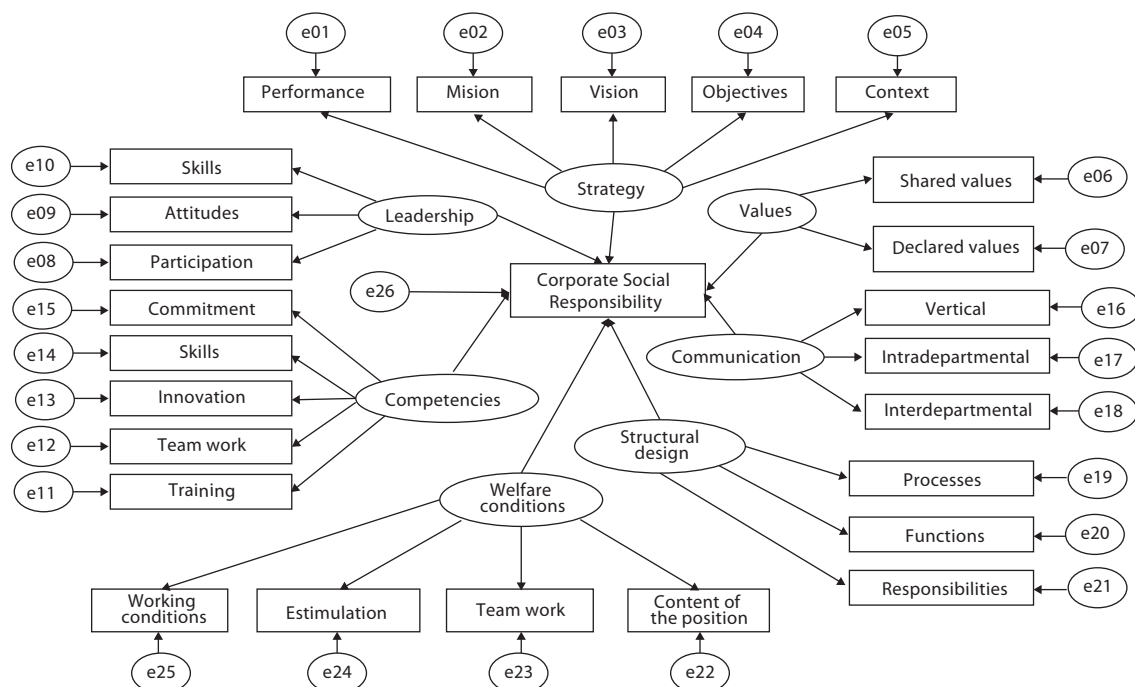 e01
e02
e03
e04
e05
Performance
Mision
Vision
Objectives
Context
e10
Skills
e09
Attitudes
e08
Participation
Leadership
Strategy
Values
Shared values
e06
Declared values
e07
e26
Corporate Social
Responsibility
e15
Commitment
e14
Skills
e13
Innovation
e12
Team work
e11
Training
Competencies
Communication
Vertical
e16
Intradepartmental
e17
Interdepartmental
e18
Structural
design
Processes
e19
Functions
e20
Responsibilities
e21
Welfare
conditions
Working
conditions
Estimulation
Team work
Content of
the position
e25
e24
e23
e22